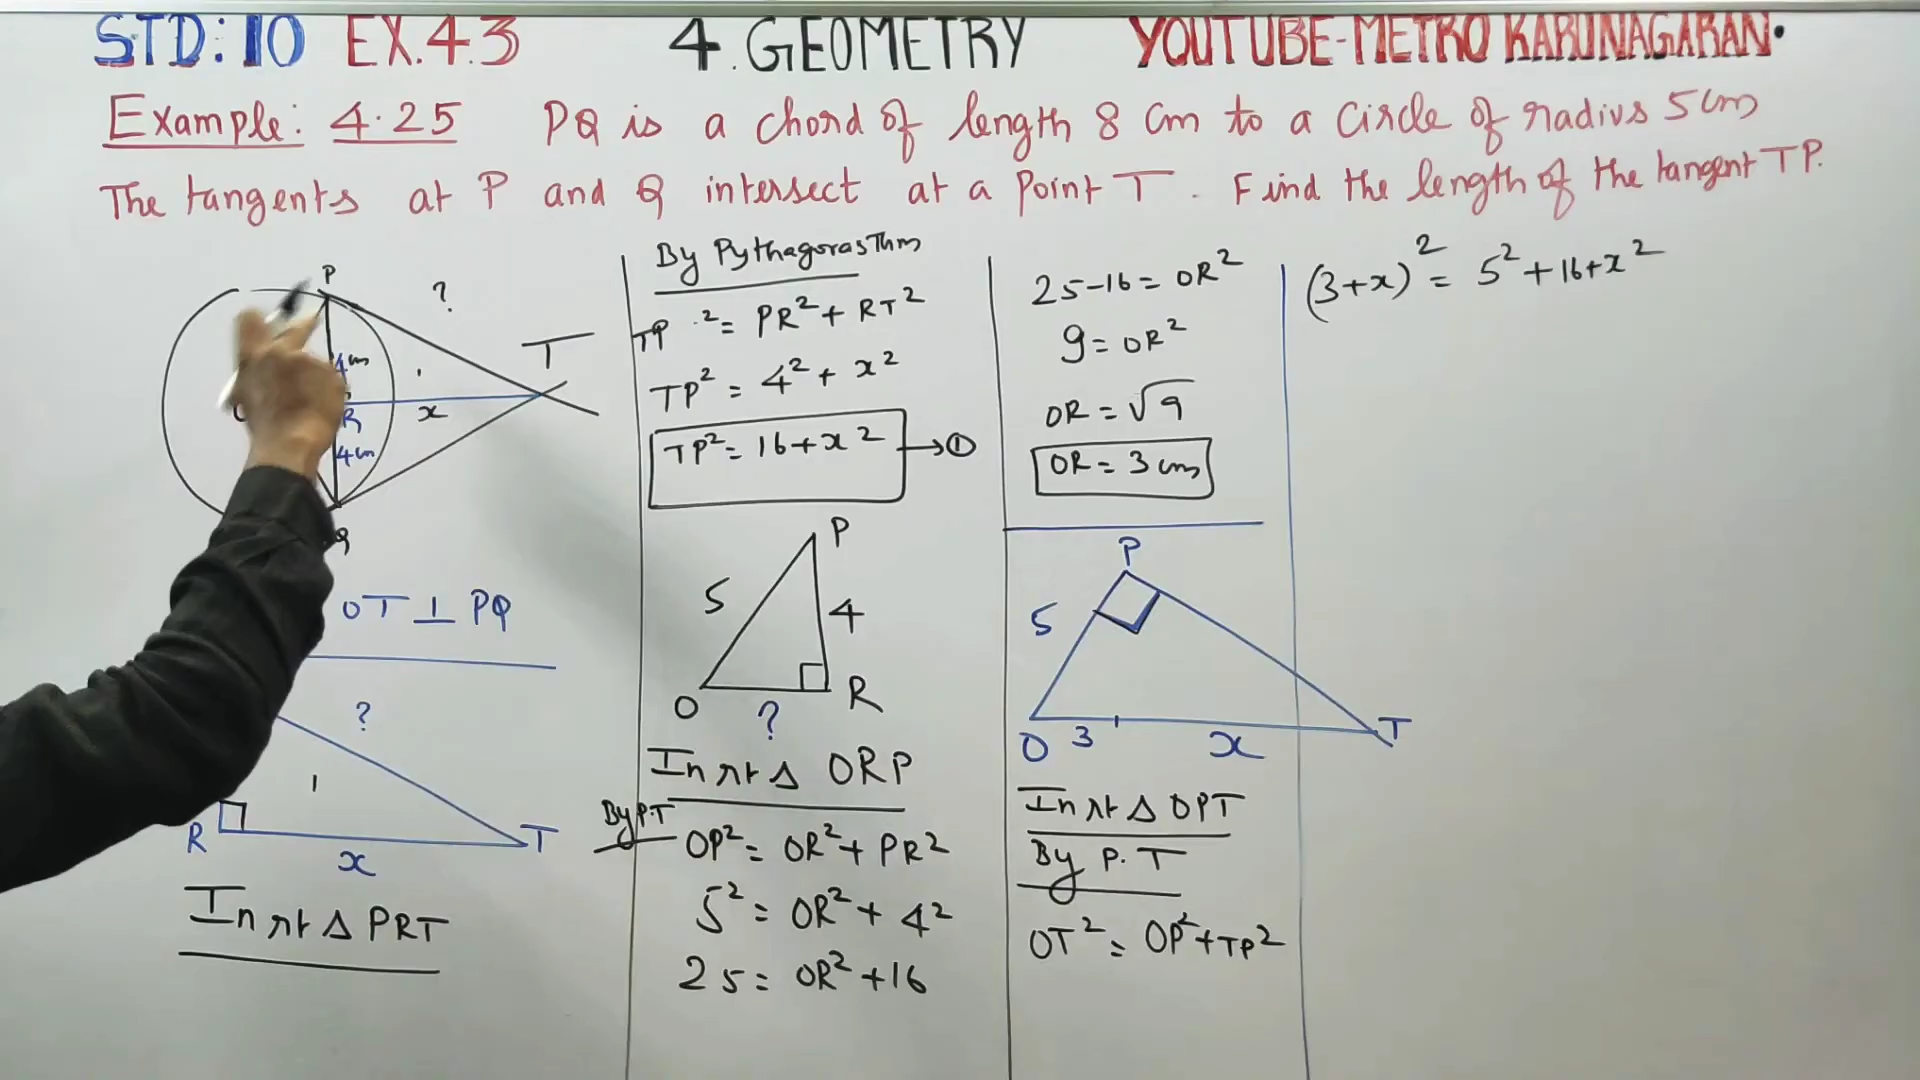 STD: 10 EX.4.3 4.GEOMETRY YOUTUBE-METRO KARUNAGARAN.
Example: 4.25 PQ is a chord of length 8 cm to a circle of radius 5cm
The tangents at P and Q intersect at a point T. Find the length of the tangent TP.
P
?
T
4cm
R
x
4cm
Q
OT ⊥ PQ
?
1
R
x
T
In rt Δ PRT
By Pythagoras Thm
TP ²= PR²+ RT²
TP² = 4²+ x²
TP²= 16+x² →①
P
5
4
O
?
R
In rt Δ ORP
By P.T
OP²= OR²+ PR²
5² = OR²+ 4²
25= OR²+16
25-16= OR²
9= OR²
OR = √9
OR = 3 cm
P
5
O
3
x
T
In rt Δ OPT
By P. T
OT² = OP²+TP²
(3+x)² = 5²+16+x²